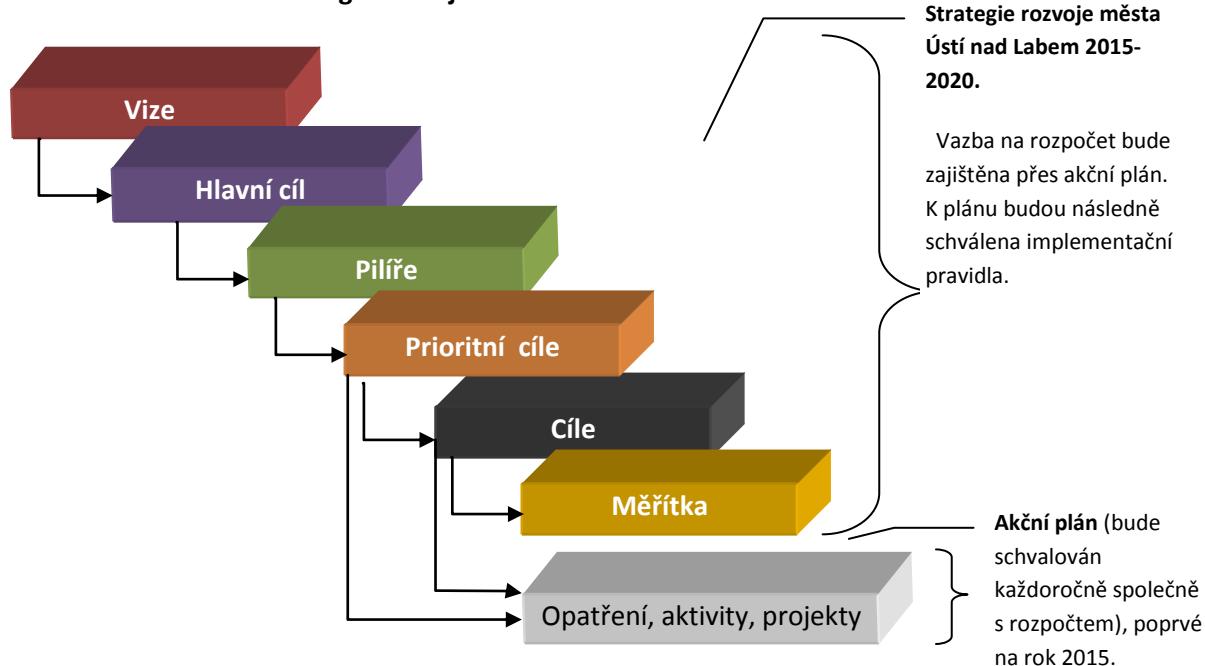 Strategie rozvoje města
Ústí nad Labem 2015-
2020.
Vazba na rozpočet bude
zajištěna přes akční plán.
K plánu budou následně
schválena implementační
pravidla.
Vize
Hlavní cíl
Pilíře
Prioritní cíle
Cíle
Měřítka
Opatření, aktivity, projekty
Akční plán (bude
schvalován
každoročně společně
s rozpočtem), poprvé
na rok 2015.